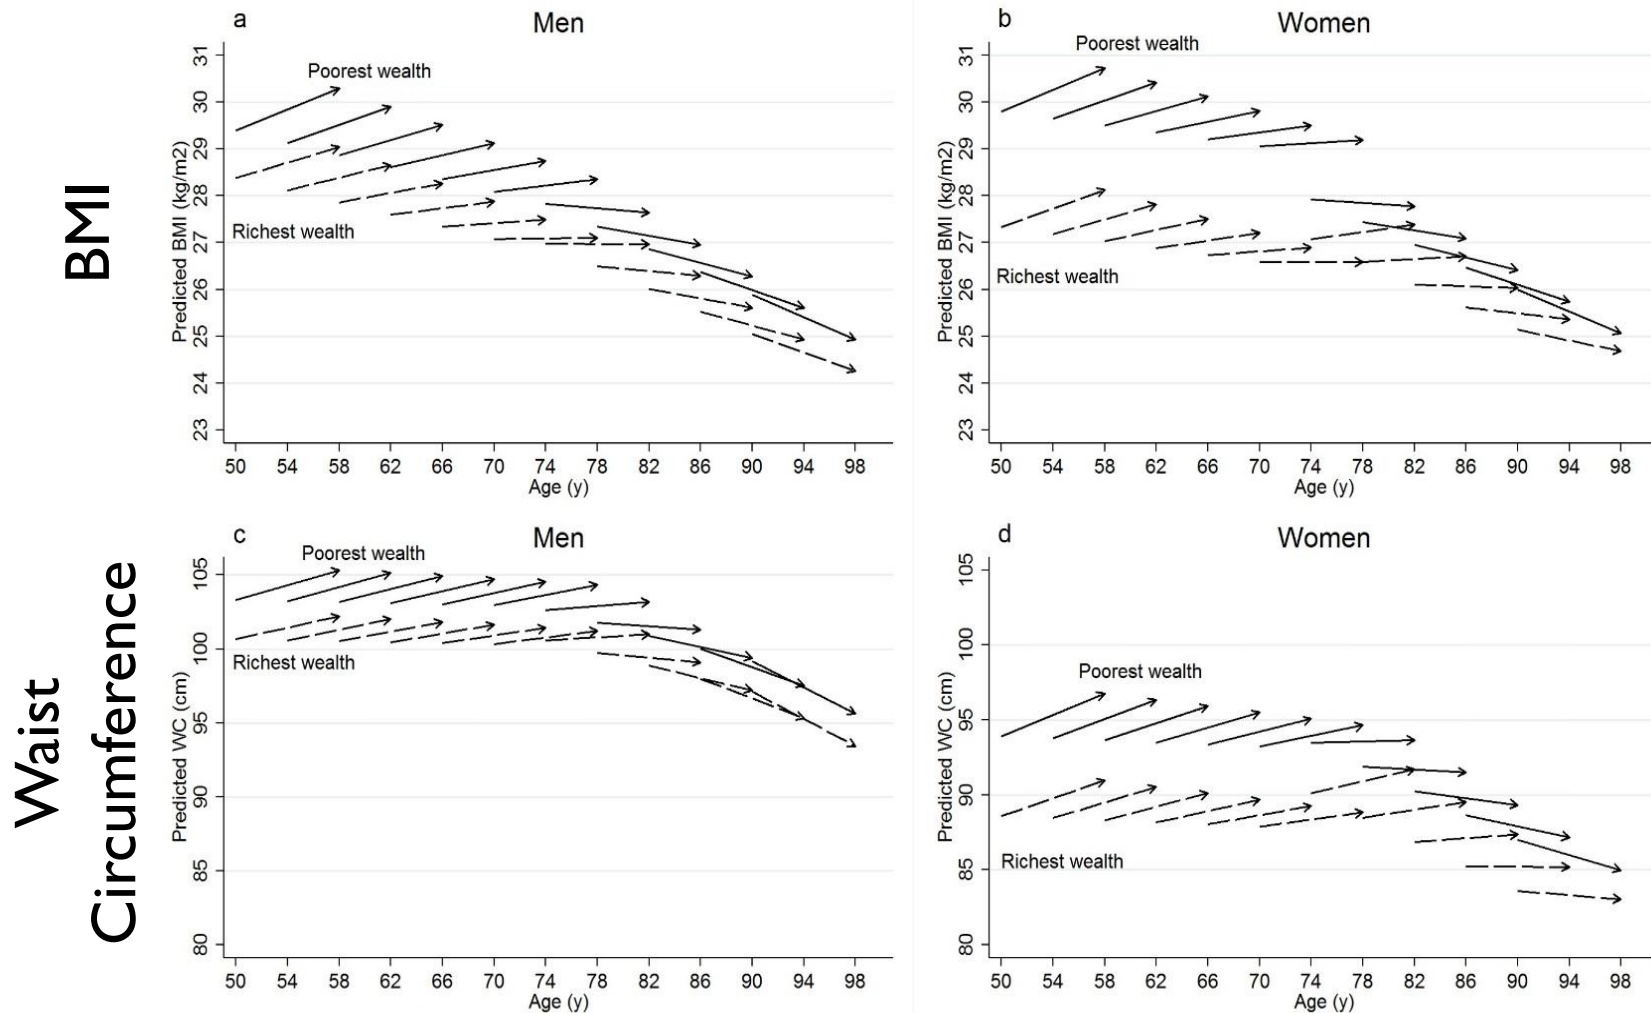 BMI
a
Men
Predicted BMI (kg/m2)
31
30
29
28
27
26
25
24
23
Poorest wealth
Richest wealth
50 54 58 62 66 70 74 78 82 86 90 94 98
Age (y)
b
Women
Predicted BMI (kg/m2)
31
30
29
28
27
26
25
24
23
Poorest wealth
Richest wealth
50 54 58 62 66 70 74 78 82 86 90 94 98
Age (y)
Waist
Circumference
c
Men
Predicted WC (cm)
105
100
95
90
85
80
Poorest wealth
Richest wealth
50 54 58 62 66 70 74 78 82 86 90 94 98
Age (y)
d
Women
Predicted WC (cm)
105
100
95
90
85
80
Poorest wealth
Richest wealth
50 54 58 62 66 70 74 78 82 86 90 94 98
Age (y)